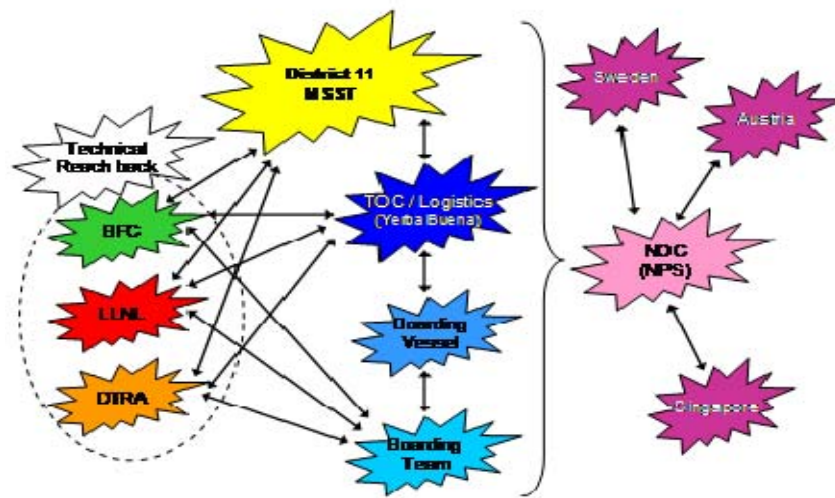 District 11
MSST
Technical
Reach back
BFC
LLNL
DTRA
TOC / Logistics
(Yerba Buena)
Boarding
Vessel
Boarding
Team
Sweden
Austria
NOC
(NPS)
Singapore